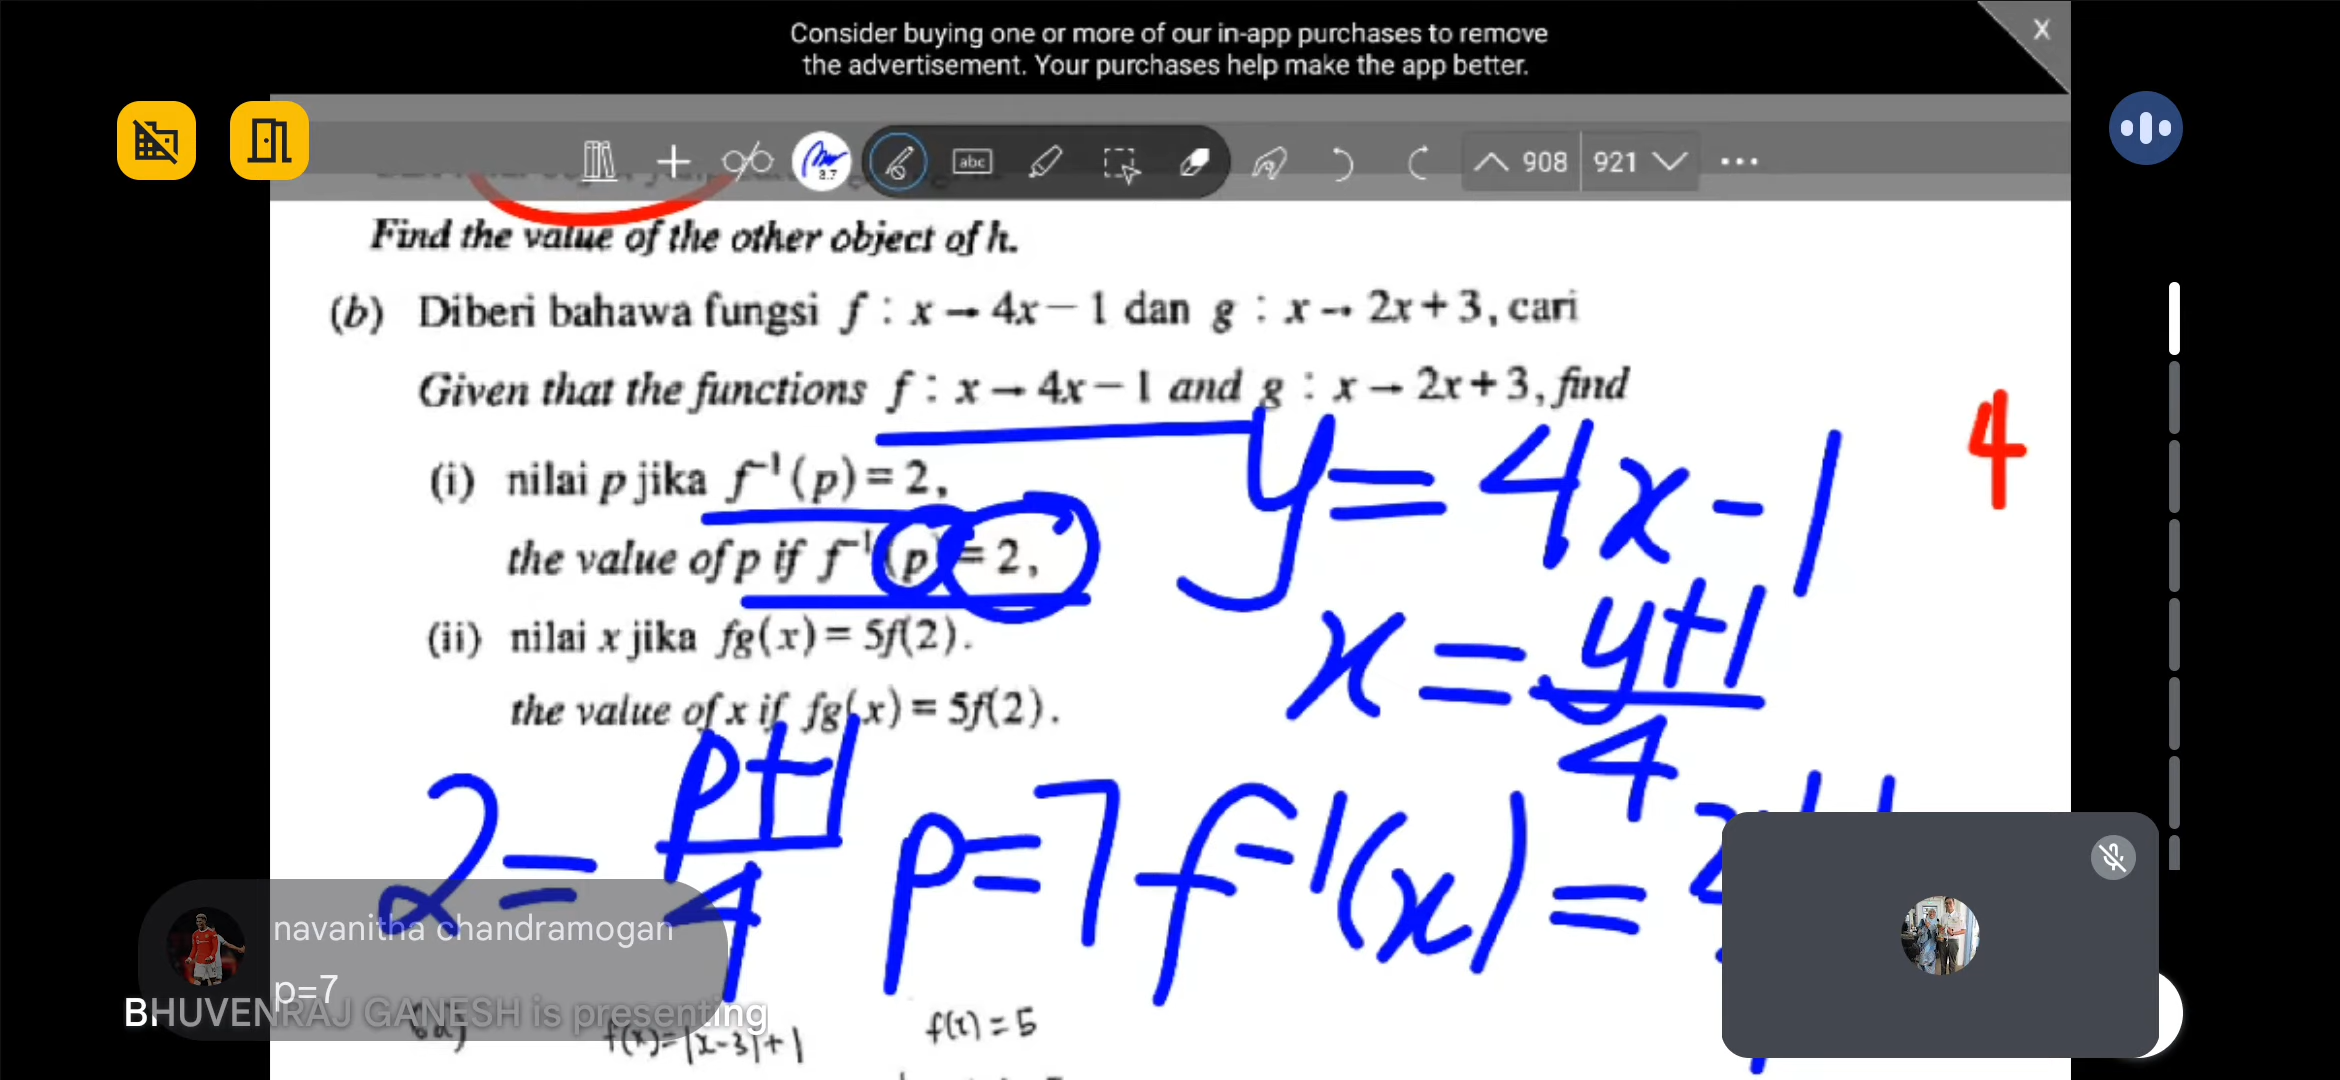 Consider buying one or more of our in-app purchases to remove
the advertisement. Your purchases help make the app better.
X
abc
3.7
908
921
Find the value of the other object of h.
(b) Diberi bahawa fungsi f : x → 4x − 1 dan g : x → 2x + 3, cari
Given that the functions f : x → 4x − 1 and g : x → 2x + 3, find
4
y = 4x - 1
(i) nilai p jika f⁻¹(p) = 2,
the value of p if f⁻¹(p) = 2,
x = y+1/4
(ii) nilai x jika fg(x) = 5f(2).
the value of x if fg(x) = 5f(2).
2 = p+1/4
p=7
f⁻¹(x) =
navanitha chandramogan
p=7
BHUVENRAJ GANESH is presenting
f(x)=|x-3|+1
f(x) = 5